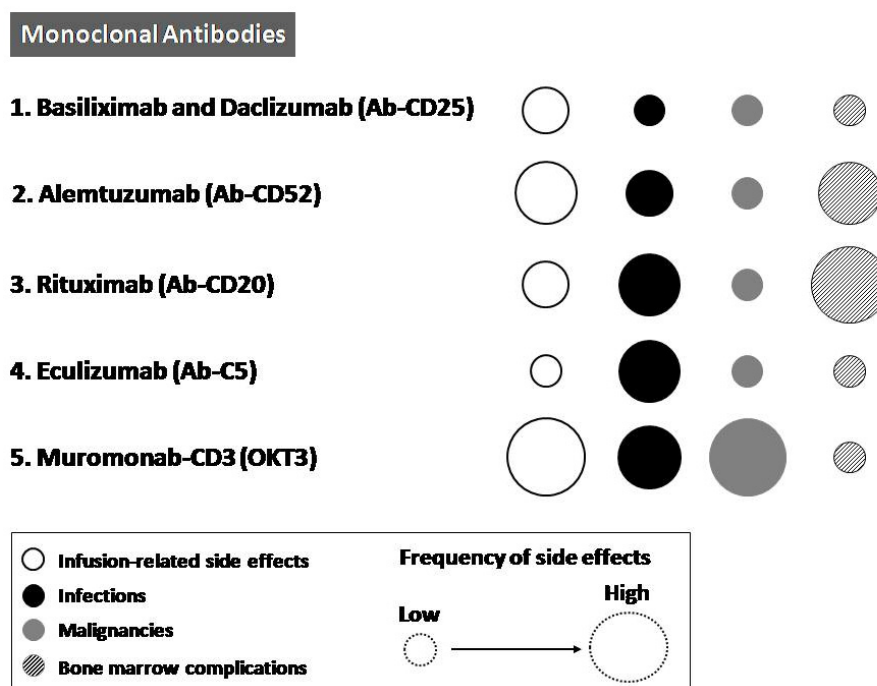 Monoclonal Antibodies
1. Basiliximab and Daclizumab (Ab-CD25)
2. Alemtuzumab (Ab-CD52)
3. Rituximab (Ab-CD20)
4. Eculizumab (Ab-C5)
5. Muromonab-CD3 (OKT3)
Infusion-related side effects
Infections
Malignancies
Bone marrow complications
Frequency of side effects
Low
High